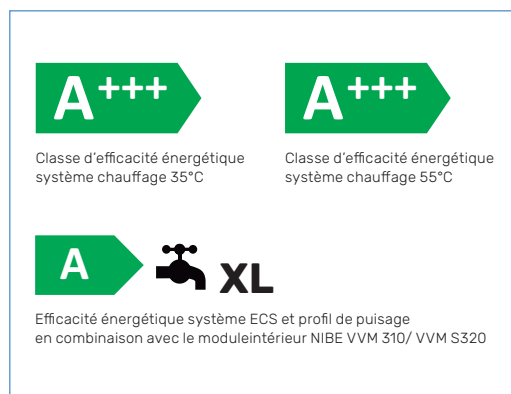 A+++
A+++
Classe d'efficacité énergétique
système chauffage 35°C
Classe d'efficacité énergétique
système chauffage 55°C
A
XL
Efficacité énergétique système ECS et profil de puisage
en combinaison avec le moduleintérieur NIBE VVM 310/ VVM S320